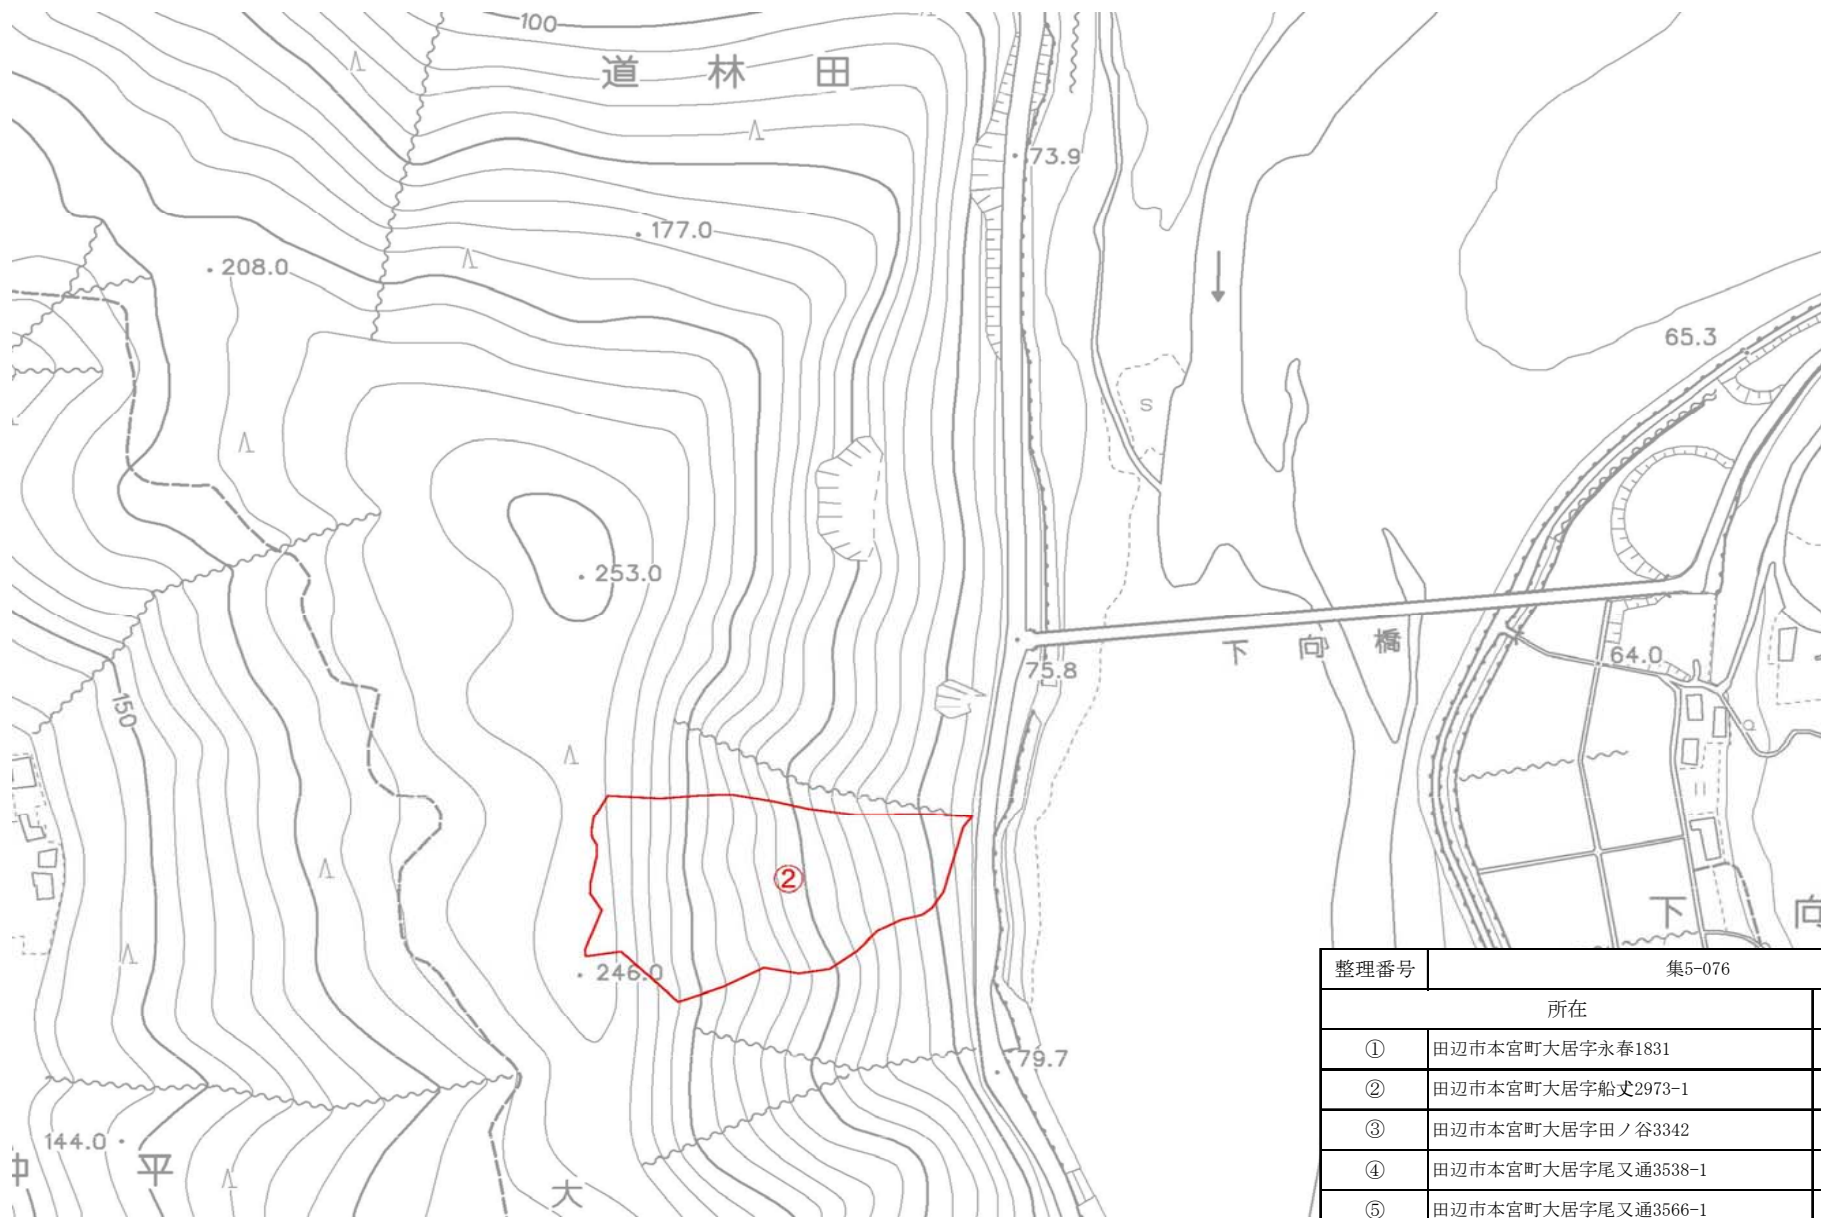 100
道林田
73.9
177.0
208.0
65.3
S
253.0
下向橋
75.8
64.0
150
②
下向
246.0
整理番号 集5-076
所在
① 田辺市本宮町大居字永春1831
79.7
② 田辺市本宮町大居字船丈2973-1
③ 田辺市本宮町大居字田ノ谷3342
144.0
平
④ 田辺市本宮町大居字尾又通3538-1
大
⑤ 田辺市本宮町大居字尾又通3566-1